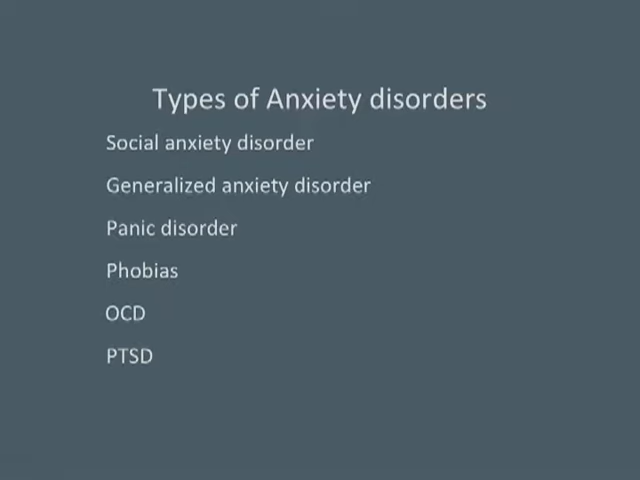 Types of Anxiety disorders
Social anxiety disorder
Generalized anxiety disorder
Panic disorder
Phobias
OCD
PTSD